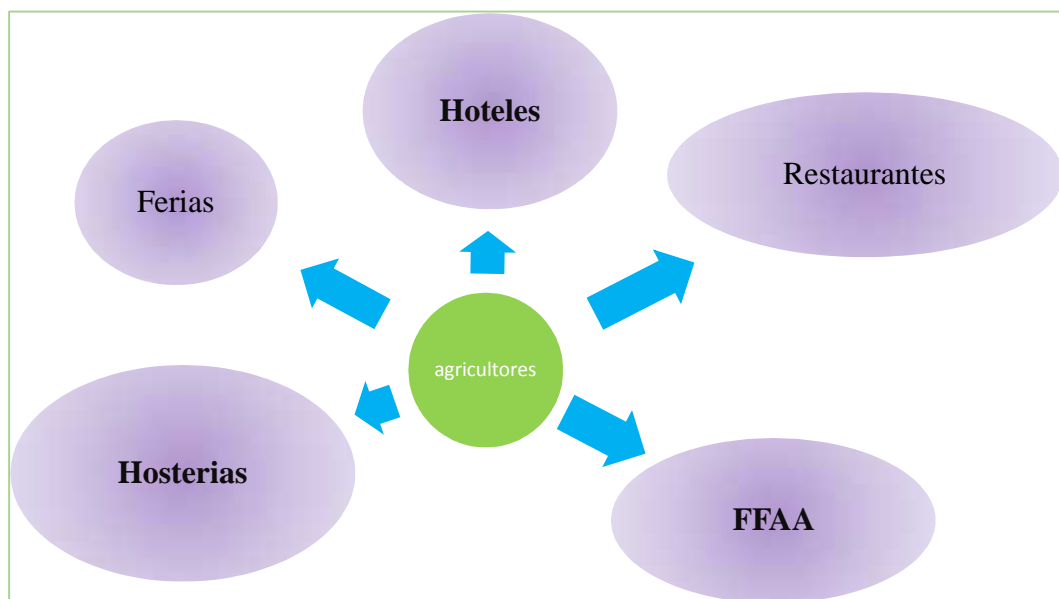 Hoteles
Restaurantes
Ferias
agricultores
Hosterias
FFAA